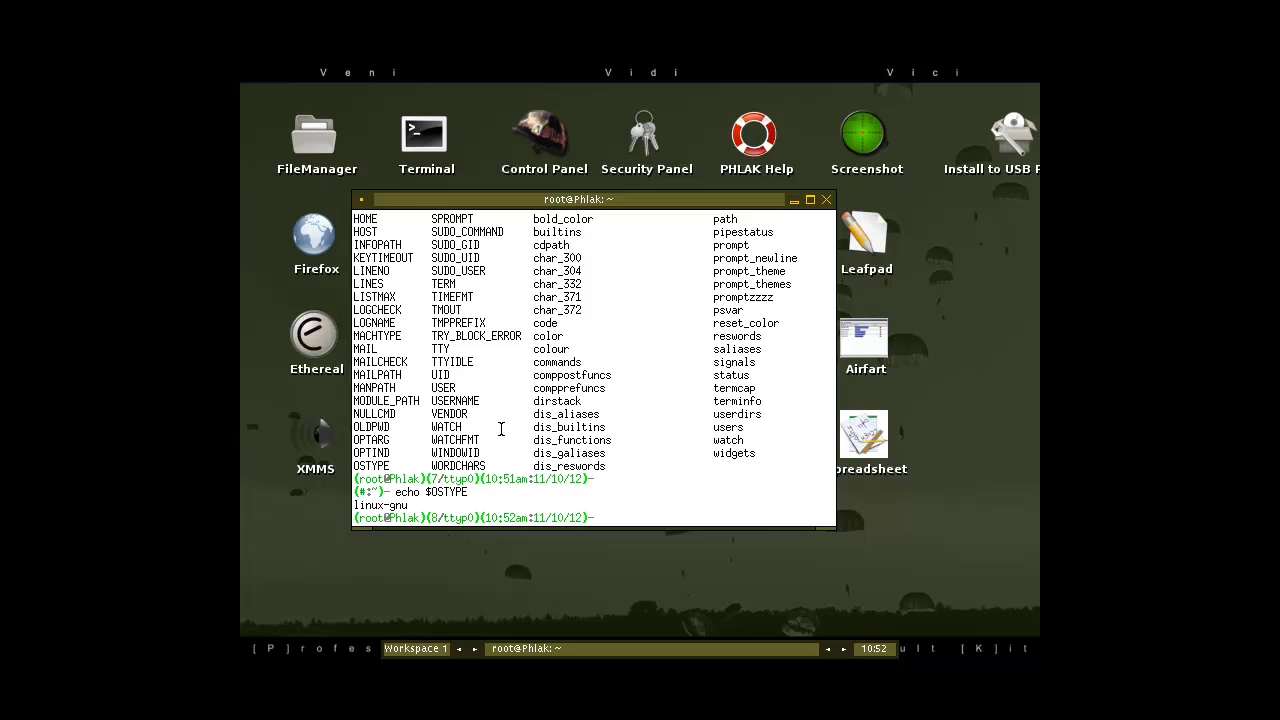 V e n i V i d i V i c i
FileManager Terminal Control Panel Security Panel PHLAK Help Screenshot Install to USB P
root@Phlak: ~
HOME SPROMPT bold_color path
HOST SUDO_COMMAND builtins pipestatus
INFOPATH SUDO_GID cdpath prompt
KEYTIMEOUT SUDO_UID char_300 prompt_newline
LINENO SUDO_USER char_304 prompt_theme
LINES TERM char_332 prompt_themes
LISTMAX TIMEFMT char_371 promptzzzz
LOGCHECK TMOUT char_372 psvar
LOGNAME TMPPREFIX code reset_color
MACHTYPE TRY_BLOCK_ERROR color reswords
MAIL TTY colour saliases
MAILCHECK TTYIDLE commands signals
MAILPATH UID comppostfuncs status
MANPATH USER compprefuncs termcap
MODULE_PATH USERNAME dirstack terminfo
NULLCMD VENDOR dis_aliases userdirs
OLDPWD WATCH dis_builtins users
OPTARG WATCHFMT dis_functions watch
OPTIND WINDOWID dis_galiases widgets
OSTYPE WORDCHARS dis_reswords
(root@Phlak)(7/ttyp0)(10:51am:11/10/12)-
(#:~)- echo $OSTYPE
linux-gnu
(root@Phlak)(8/ttyp0)(10:52am:11/10/12)-
Firefox
Ethereal
XMMS
Leafpad
Airfart
preadsheet
[ P ] r o f e s Workspace 1 root@Phlak: ~ 10:52 u l t [ K ] i t